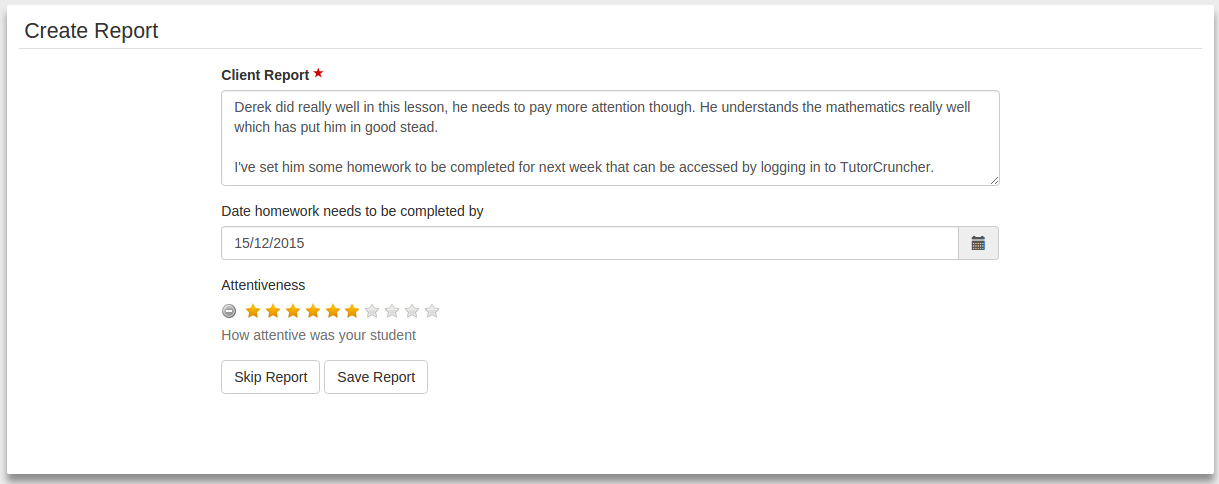 Create Report
Client Report
Derek did really well in this lesson, he needs to pay more attention though. He understands the mathematics really well
which has put him in good stead.
I've set him some homework to be completed for next week that can be accessed by logging in to TutorCruncher.
Date homework needs to be completed by
15/12/2015
Attentiveness
How attentive was your student
Skip Report Save Report